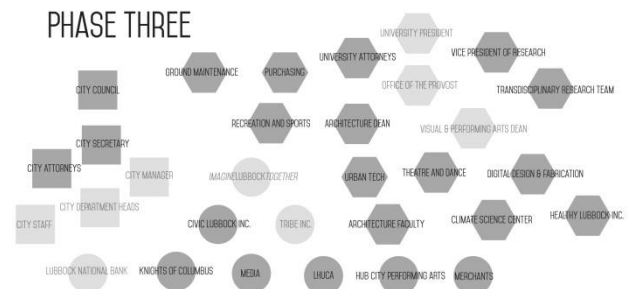 PHASE THREE
UNIVERSITY PRESIDENT
UNIVERSITY ATTORNEYS
VICE PRESIDENT OF RESEARCH
GROUND MAINTENANCE
PURCHASING
OFFICE OF THE PROVOST
TRANSDISCIPLINARY RESEARCH TEAM
CITY COUNCIL
RECREATION AND SPORTS
ARCHITECTURE DEAN
VISUAL & PERFORMING ARTS DEAN
CITY SECRETARY
CITY ATTORNEYS
CITY MANAGER
IMAGINELUBBOCKTOGETHER
URBAN TECH
THEATRE AND DANCE
DIGITAL DESIGN & FABRICATION
CITY DEPARTMENT HEADS
CITY STAFF
CIVIC LUBBOCK INC.
TRIBE INC.
ARCHITECTURE FACULTY
CLIMATE SCIENCE CENTER
HEALTHY LUBBOCK INC.
LUBBOCK NATIONAL BANK
KNIGHTS OF COLUMBUS
MEDIA
LHUCA
HUB CITY PERFORMING ARTS
MERCHANTS